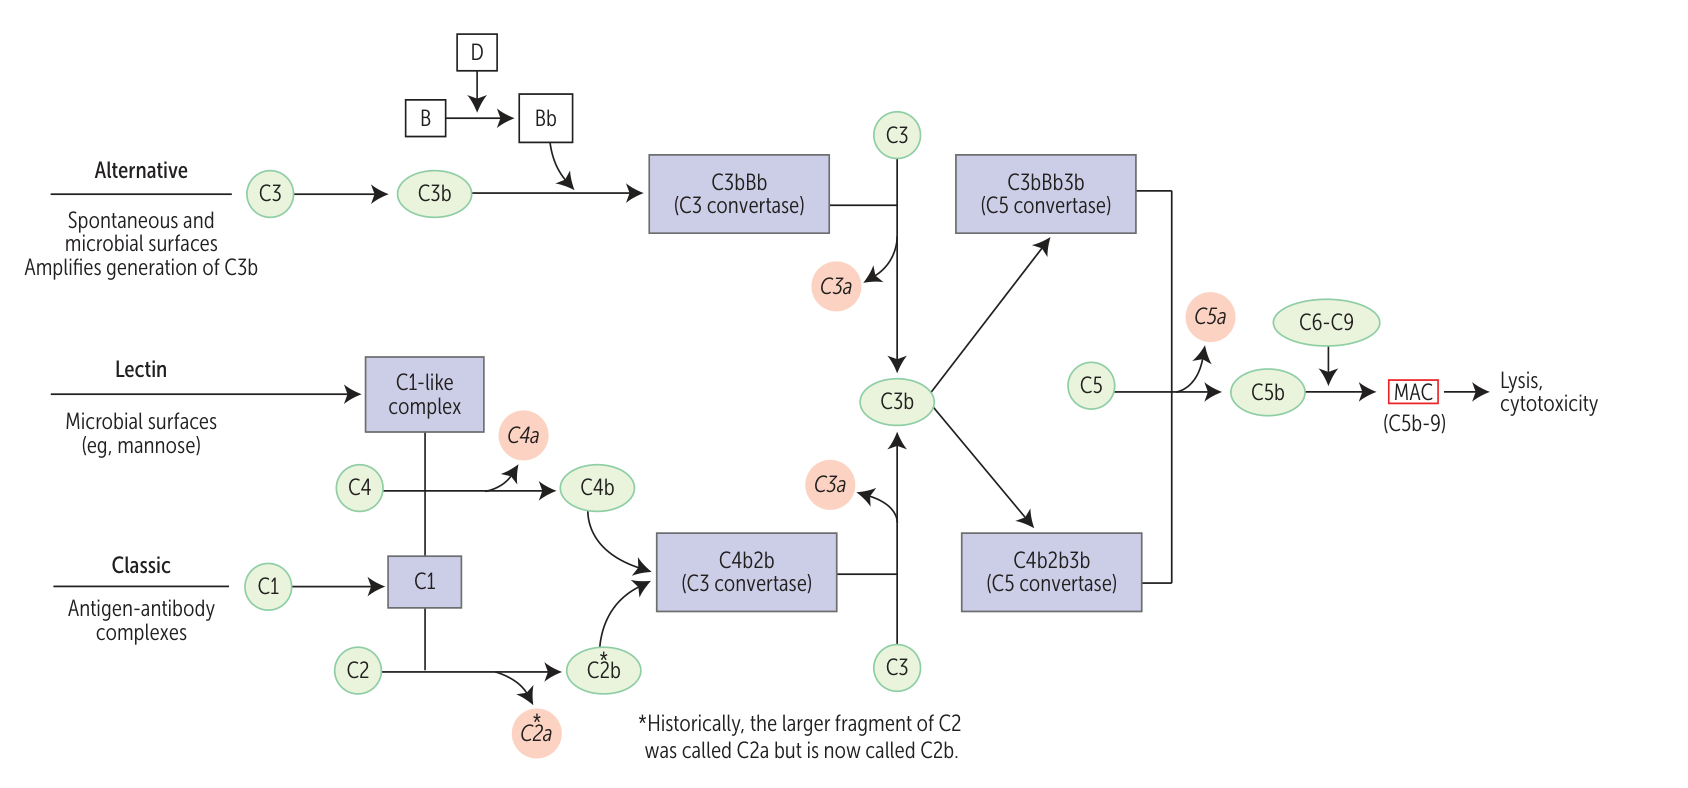 D
B
Bb
C3
Alternative
C3
C3b
C3bBb
(C3 convertase)
C3bBb3b
(C5 convertase)
Spontaneous and
microbial surfaces
Amplifies generation of C3b
C3a
C5a
C6-C9
Lectin
C1-like
complex
C3b
C5
C5b
MAC
(C5b-9)
Lysis,
cytotoxicity
Microbial surfaces
(eg, mannose)
C4a
C4
C4b
C3a
Classic
C1
C1
C4b2b
(C3 convertase)
C4b2b3b
(C5 convertase)
Antigen-antibody
complexes
C2
*
C2b
C3
*
C2a
*Historically, the larger fragment of C2
was called C2a but is now called C2b.